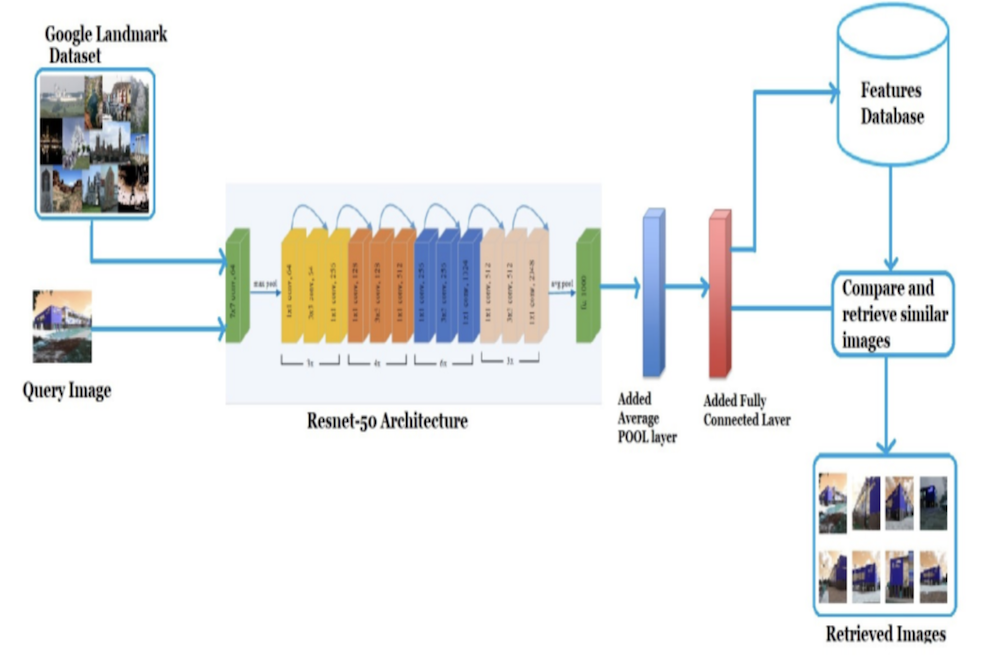 Google Landmark
Dataset
Query Image
7x7 conv, 64
max pool
1x1 conv, 64
3x3 conv, 64
1x1 conv, 256
1x1 conv, 128
3x3 conv, 128
1x1 conv, 512
1x1 conv, 256
3x3 conv, 256
1x1 conv, 1024
1x1 conv, 512
3x3 conv, 512
1x1 conv, 2048
avg pool
3x
4x
6x
3x
Resnet-50 Architecture
Added
Average
POOL layer
Added Fully
Connected Laver
Features
Database
Compare and
retrieve similar
images
Retrieved Images